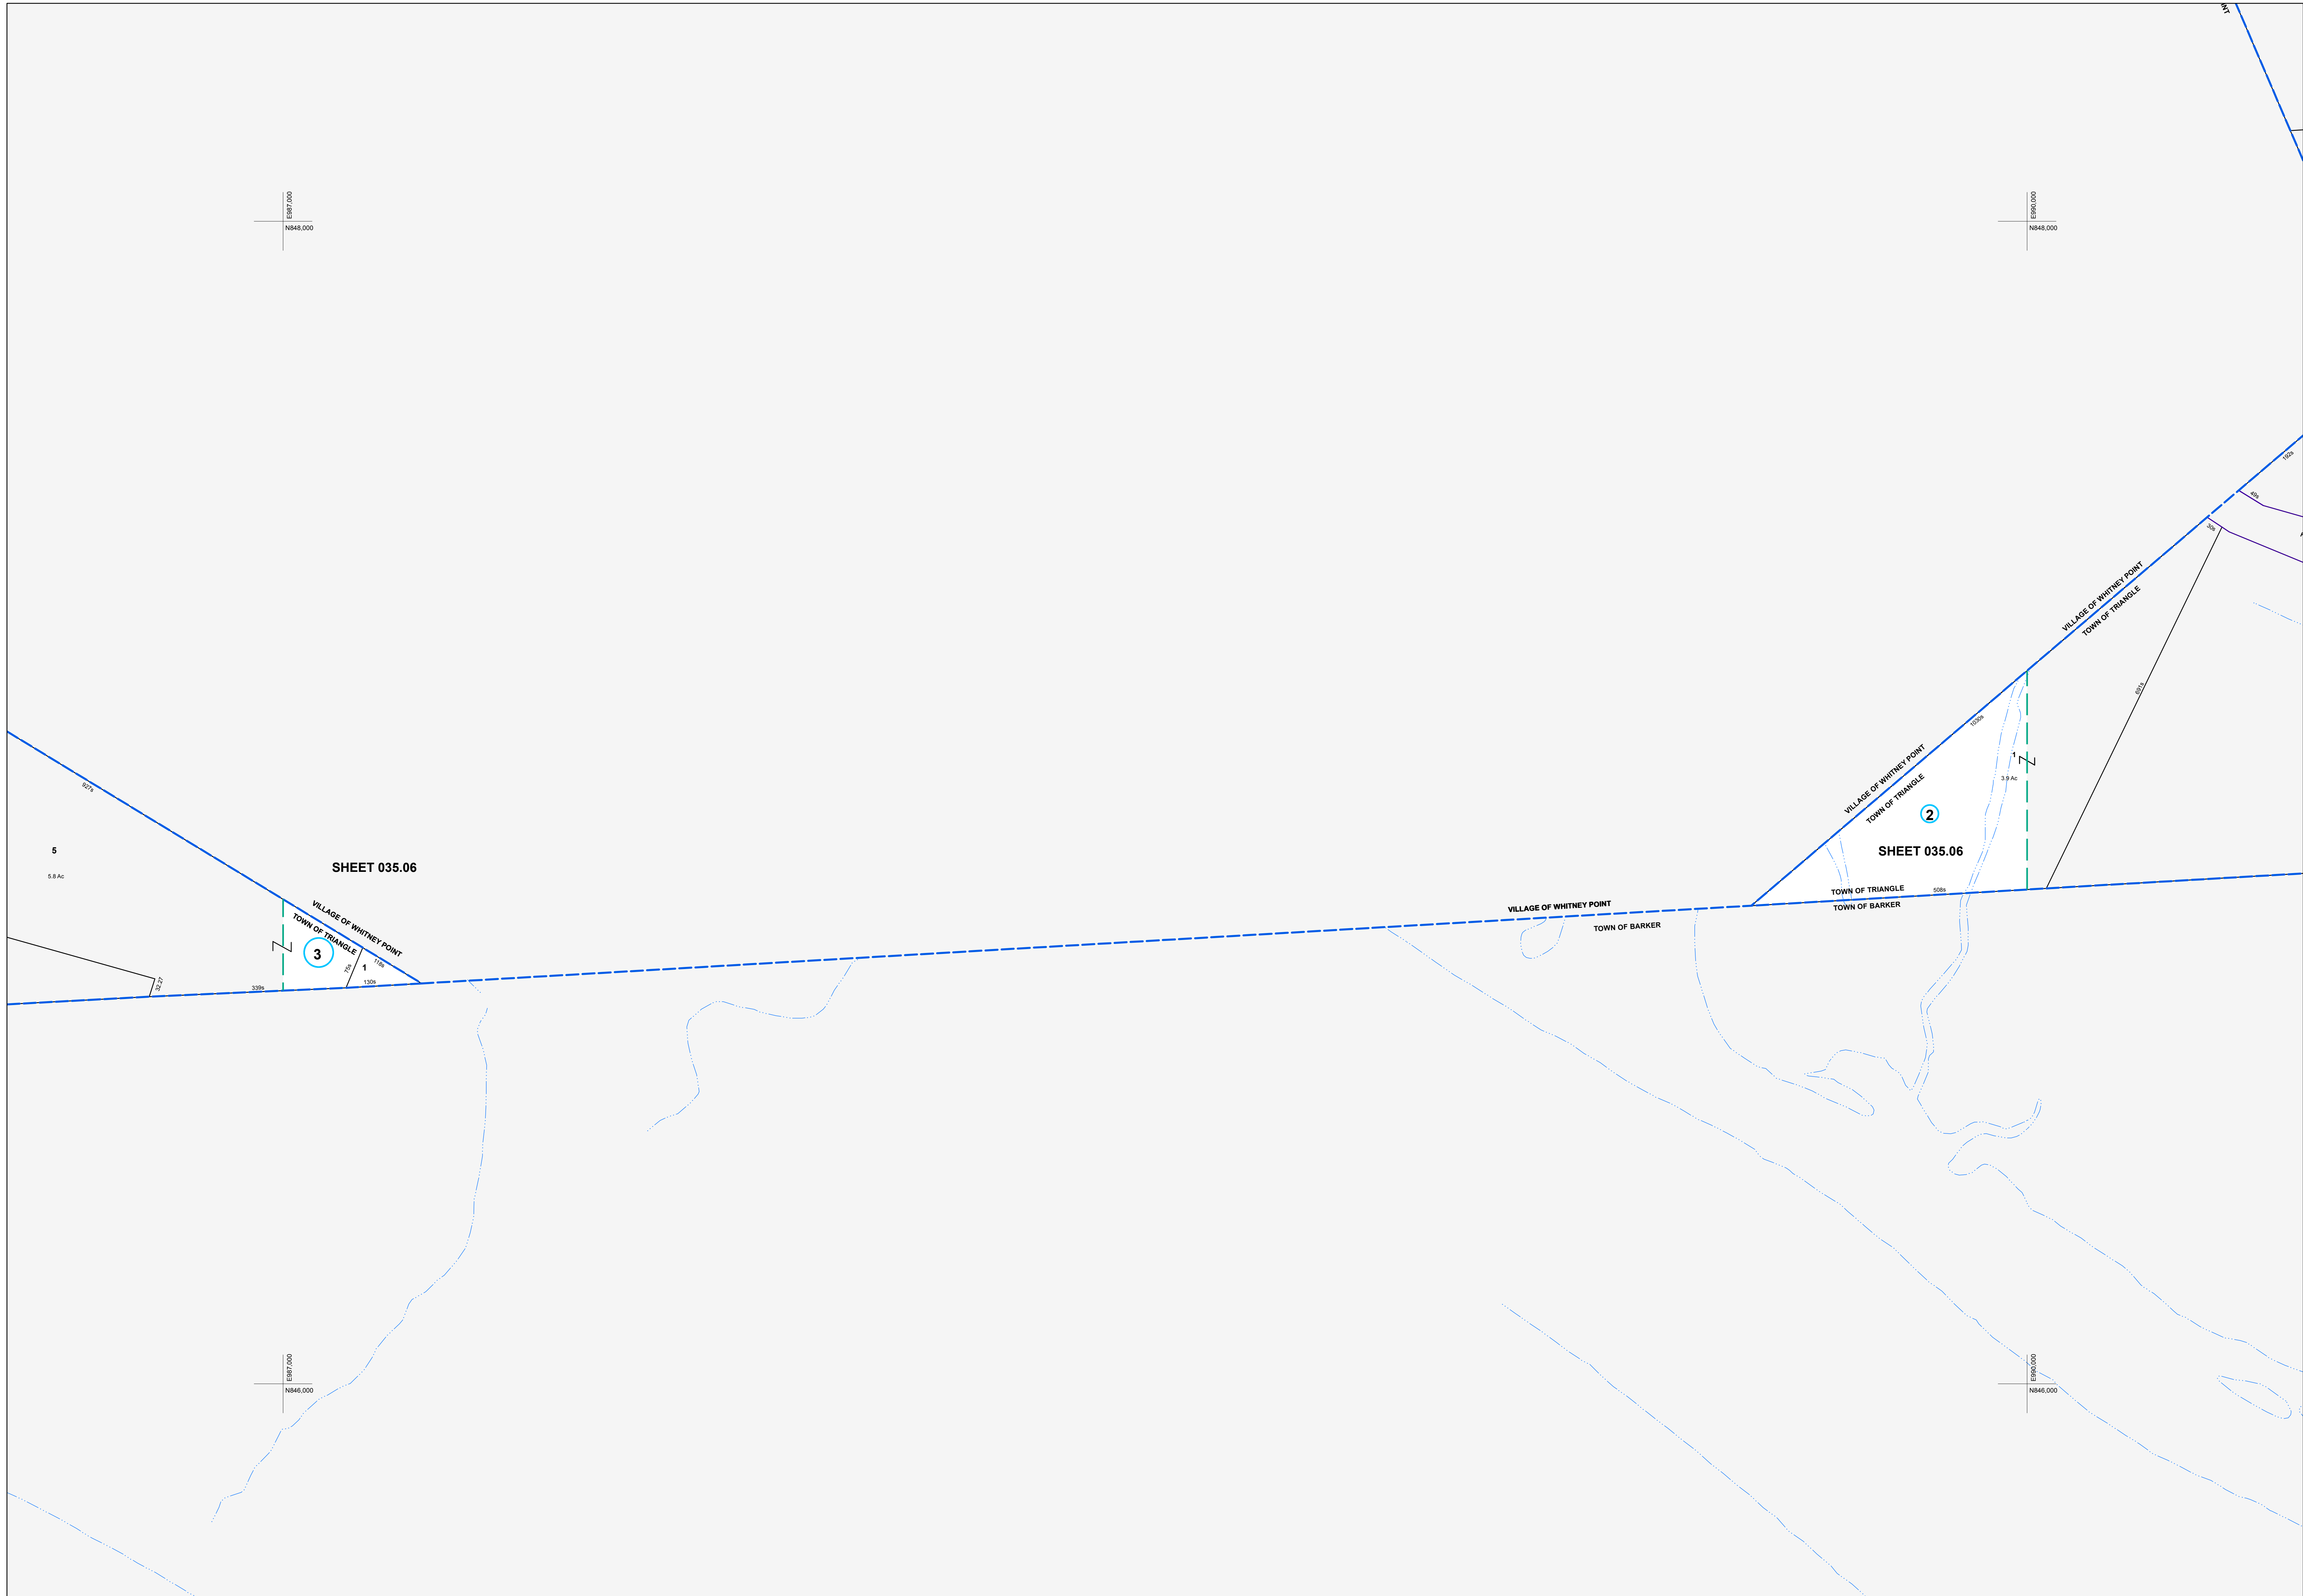 E987,000
N848,000
E990,000
N848,000
192s
49s
30s
VILLAGE OF WHITNEY POINT
TOWN OF TRIANGLE
691s
1030s
VILLAGE OF WHITNEY POINT
TOWN OF TRIANGLE
1
3.9 Ac
2
SHEET 035.06
927s
5
5.8 Ac
SHEET 035.06
TOWN OF TRIANGLE
508s
TOWN OF BARKER
VILLAGE OF WHITNEY POINT
TOWN OF BARKER
VILLAGE OF WHITNEY POINT
TOWN OF TRIANGLE
3
75s
1
118s
130s
339s
32.27
E987,000
N846,000
E990,000
N846,000